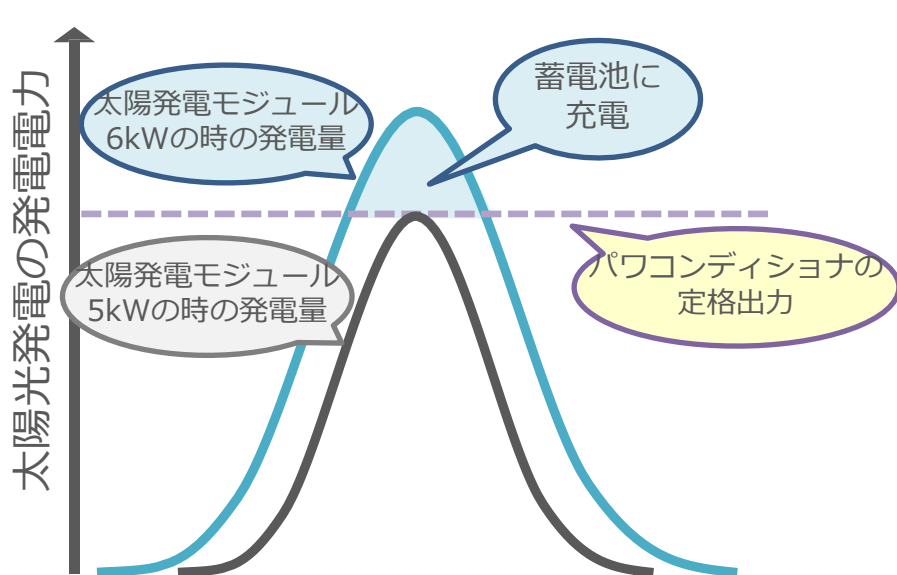 太陽光発電の発電電力
太陽発電モジュール
6kWの時の発電量
蓄電池に
充電
太陽発電モジュール
5kWの時の発電量
パワコンディショナの
定格出力